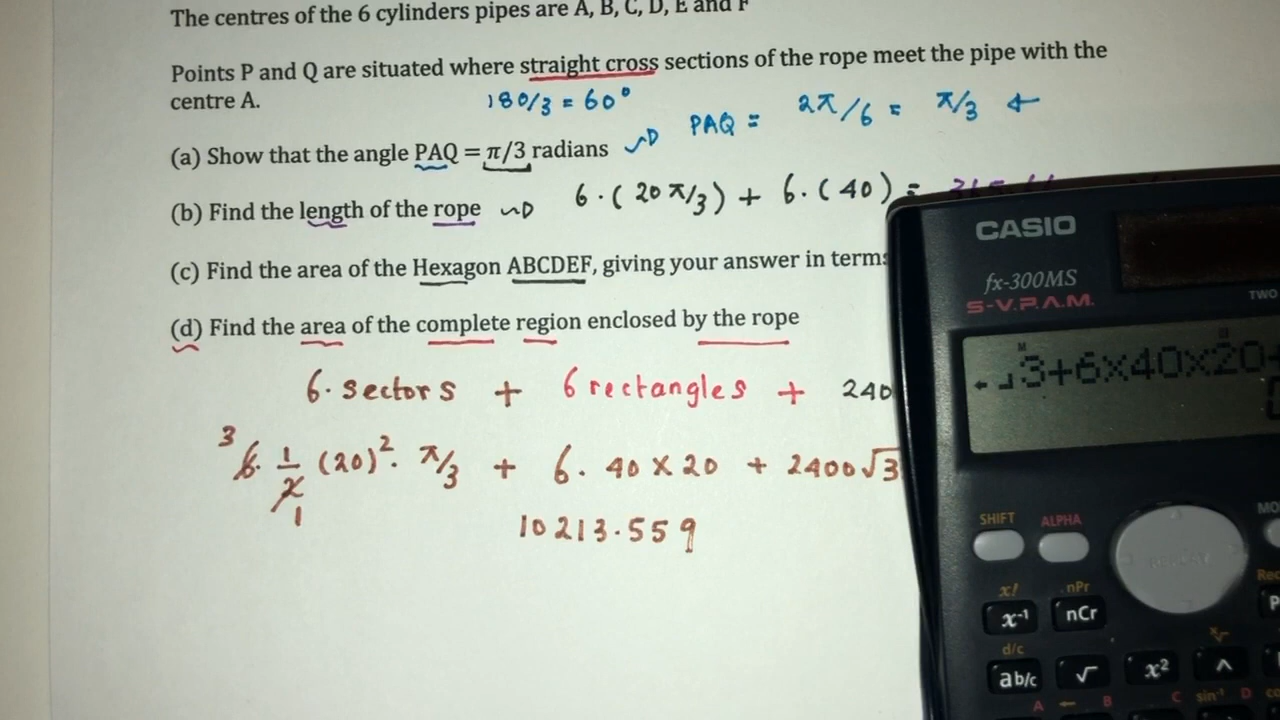 The centres of the 6 cylinders pipes are A, B, C, D, E and F
Points P and Q are situated where straight cross sections of the rope meet the pipe with the
centre A.
180/3 = 60°
PAQ = 2π/6 = π/3
(a) Show that the angle PAQ = π/3 radians
(b) Find the length of the rope 6·(20π/3) + 6·(40) =
(c) Find the area of the Hexagon ABCDEF, giving your answer in terms
(d) Find the area of the complete region enclosed by the rope
6·sectors + 6 rectangles + 240
3 6· 1/2 (20)²· π/3 + 6. 40 × 20 + 2400√3
1
10213.559
CASIO
fx-300MS
S-V.P.A.M.
TWO
M
3+6×40×20+
SHIFT ALPHA
x! nPr
x⁻¹ nCr
d/c
ab/c √ x² ^
A B C sin⁻¹ D